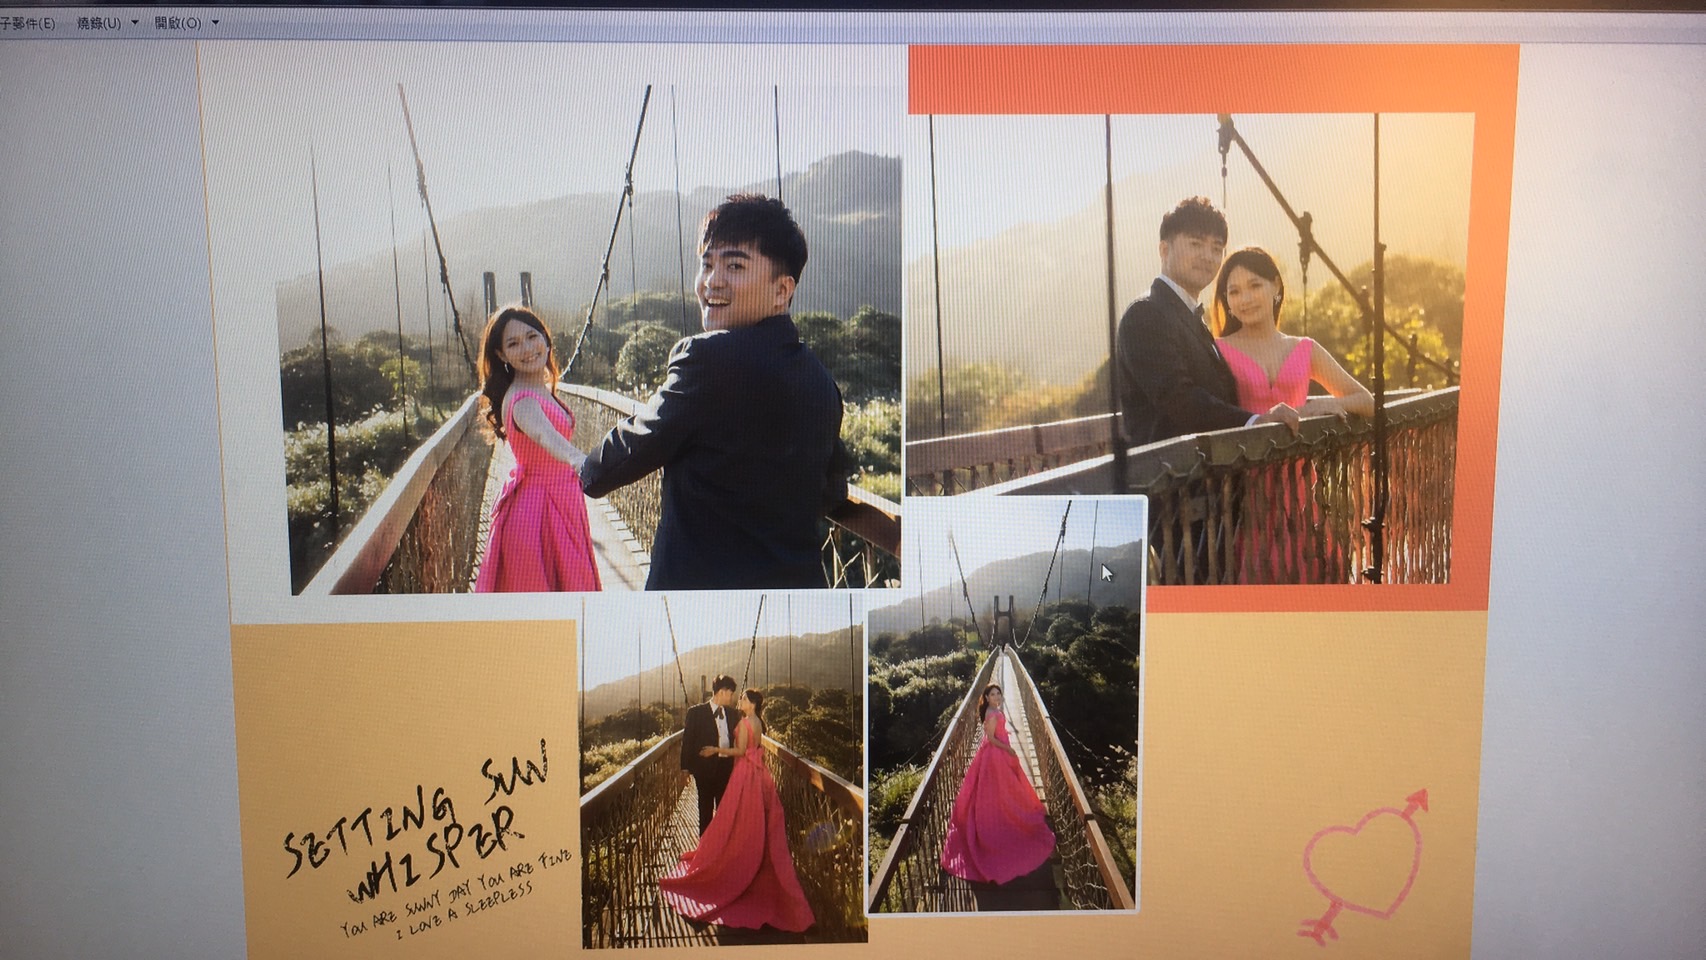 子郵件(E) 燒錄(U) 開啟(O)
SETTING SUN
WHISPER
YOU ARE SUNNY DAY YOU ARE FINE
I LOVE A SLEEPLESS